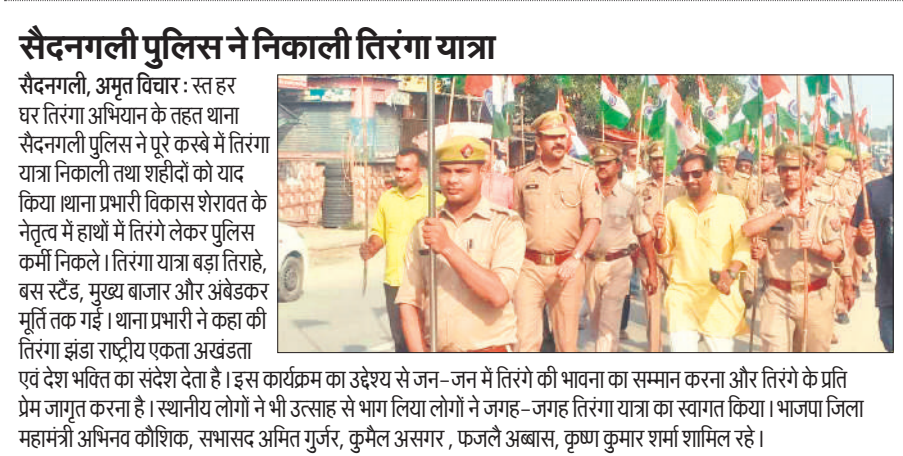 सैदनगली पुलिस ने निकाली तिरंगा यात्रा
सैदनगली, अमृत विचार : स्त हर
घर तिरंगा अभियान के तहत थाना
सैदनगली पुलिस ने पूरे कस्बे में तिरंगा
यात्रा निकाली तथा शहीदों को याद
किया ।थाना प्रभारी विकास शेरावत के
नेतृत्व में हाथों में तिरंगे लेकर पुलिस
कर्मी निकले । तिरंगा यात्रा बड़ा तिराहे,
बस स्टैंड, मुख्य बाजार और अंबेडकर
मूर्ति तक गई । थाना प्रभारी ने कहा की
तिरंगा झंडा राष्ट्रीय एकता अखंडता
एवं देश भक्ति का संदेश देता है । इस कार्यक्रम का उद्देश्य से जन-जन में तिरंगे की भावना का सम्मान करना और तिरंगे के प्रति
प्रेम जागृत करना है । स्थानीय लोगों ने भी उत्साह से भाग लिया लोगों ने जगह-जगह तिरंगा यात्रा का स्वागत किया । भाजपा जिला
महामंत्री अभिनव कौशिक, सभासद अमित गुर्जर, कुमैल असगर , फजलै अब्बास, कृष्ण कुमार शर्मा शामिल रहे ।